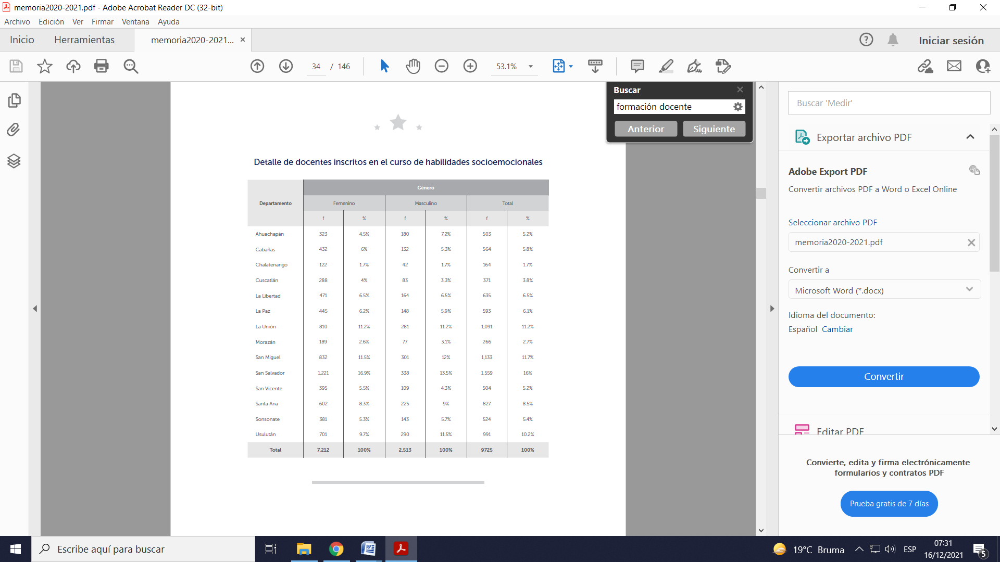 memoria2020-2021.pdf - Adobe Acrobat Reader DC (32-bit)
Archivo Edición Ver Firmar Ventana Ayuda
Inicio Herramientas memoria2020-2021... × Iniciar sesión
34 / 146 53.1%
Buscar
formación docente
Anterior Siguiente
Detalle de docentes inscritos en el curso de habilidades socioemocionales
Departamento Género
Femenino Masculino Total
f % f % f %
Ahuachapán 323 4.5% 180 7.2% 503 5.2%
Cabañas 432 6% 132 5.3% 564 5.8%
Chalatenango 122 1.7% 42 1.7% 164 1.7%
Cuscatlán 288 4% 83 3.3% 371 3.8%
La Libertad 471 6.5% 164 6.5% 635 6.5%
La Paz 445 6.2% 148 5.9% 593 6.1%
La Unión 810 11.2% 281 11.2% 1,091 11.2%
Morazán 189 2.6% 77 3.1% 266 2.7%
San Miguel 832 11.5% 301 12% 1,133 11.7%
San Salvador 1,221 16.9% 338 13.5% 1,559 16%
San Vicente 395 5.5% 109 4.3% 504 5.2%
Santa Ana 602 8.3% 225 9% 827 8.5%
Sonsonate 381 5.3% 143 5.7% 524 5.4%
Usulután 701 9.7% 290 11.5% 991 10.2%
Total 7,212 100% 2,513 100% 9725 100%
Buscar 'Medir'
Exportar archivo PDF
Adobe Export PDF
Convertir archivos PDF a Word o Excel Online
Seleccionar archivo PDF
memoria2020-2021.pdf
Convertir a
Microsoft Word (*.docx)
Idioma del documento:
Español Cambiar
Convertir
Editar PDF
Convierte, edita y firma electrónicamente
formularios y contratos PDF
Prueba gratis de 7 días
Escribe aquí para buscar
19°C Bruma
ESP
07:31
16/12/2021
5